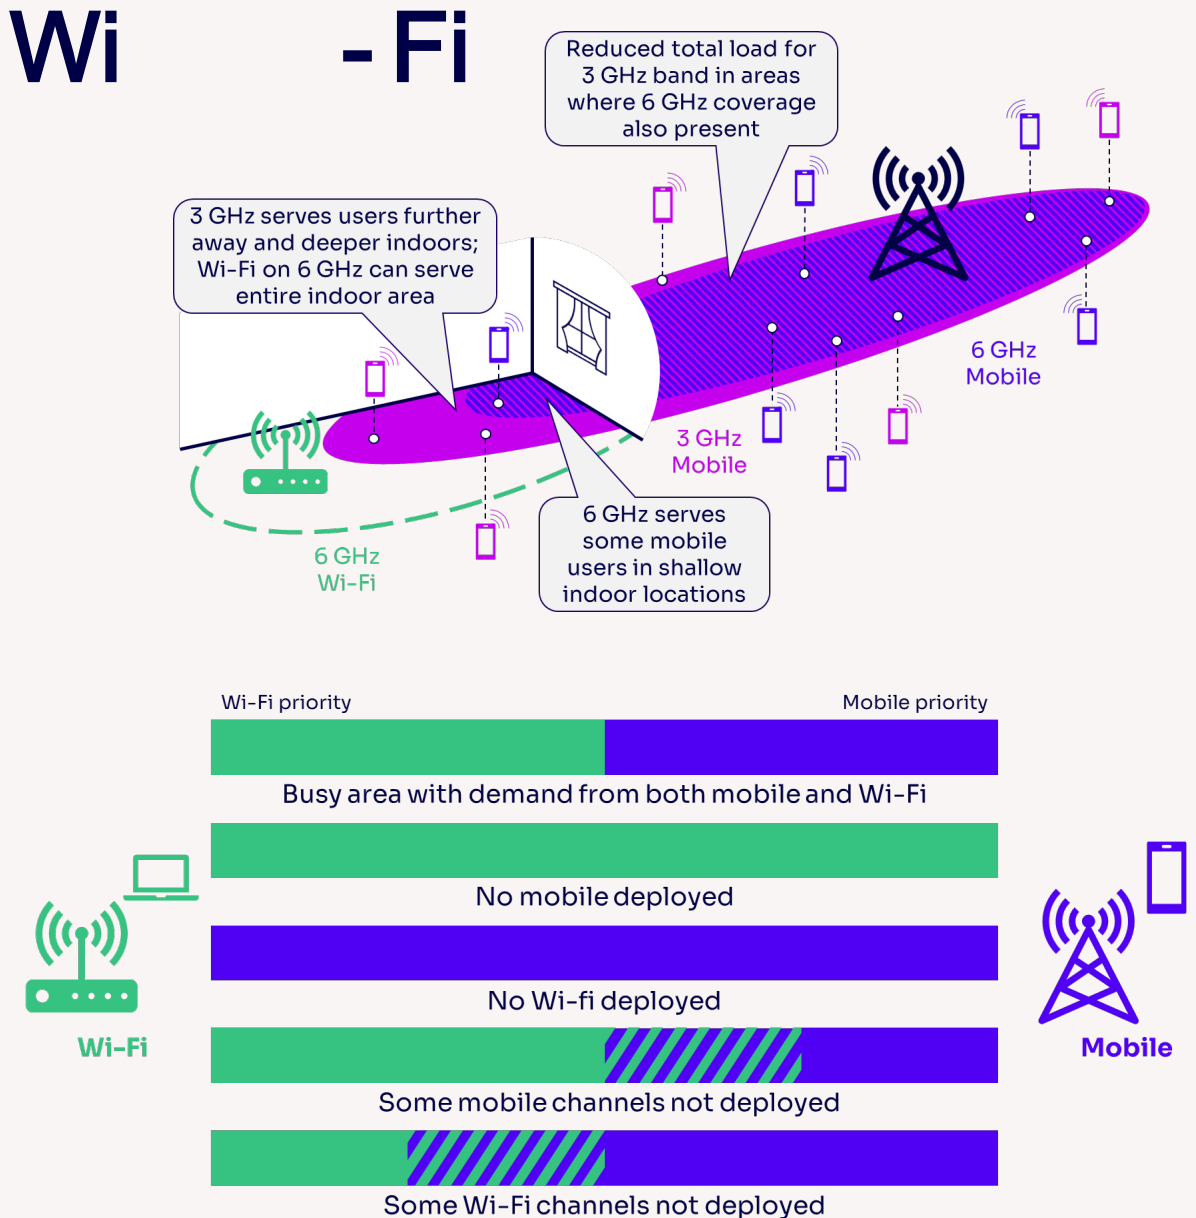 Wi - Fi
Reduced total load for
3 GHz band in areas
where 6 GHz coverage
also present
3 GHz serves users further
away and deeper indoors;
Wi-Fi on 6 GHz can serve
entire indoor area
6 GHz
Mobile
3 GHz
Mobile
6 GHz serves
some mobile
users in shallow
indoor locations
6 GHz
Wi-Fi
Wi-Fi priority
Mobile priority
Busy area with demand from both mobile and Wi-Fi
No mobile deployed
No Wi-fi deployed
Wi-Fi
Mobile
Some mobile channels not deployed
Some Wi-Fi channels not deployed